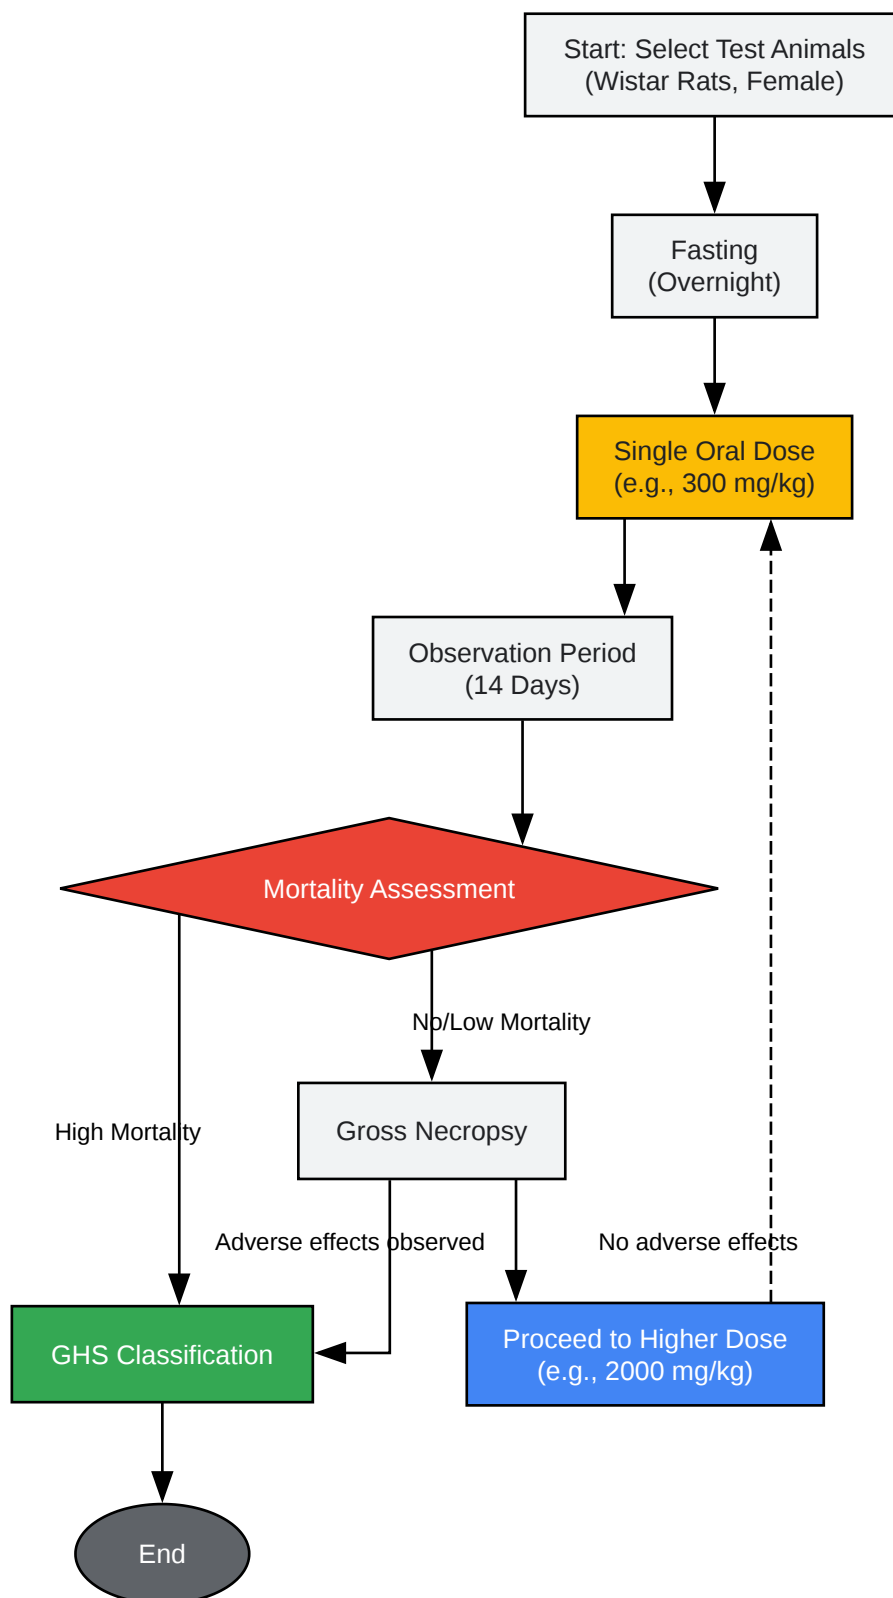 Start: Select Test Animals
(Wistar Rats, Female)
Fasting
(Overnight)
Single Oral Dose
(e.g., 300 mg/kg)
Observation Period
(14 Days)
Mortality Assessment
No/Low Mortality
High Mortality
Gross Necropsy
Adverse effects observed
No adverse effects
GHS Classification
Proceed to Higher Dose
(e.g., 2000 mg/kg)
End